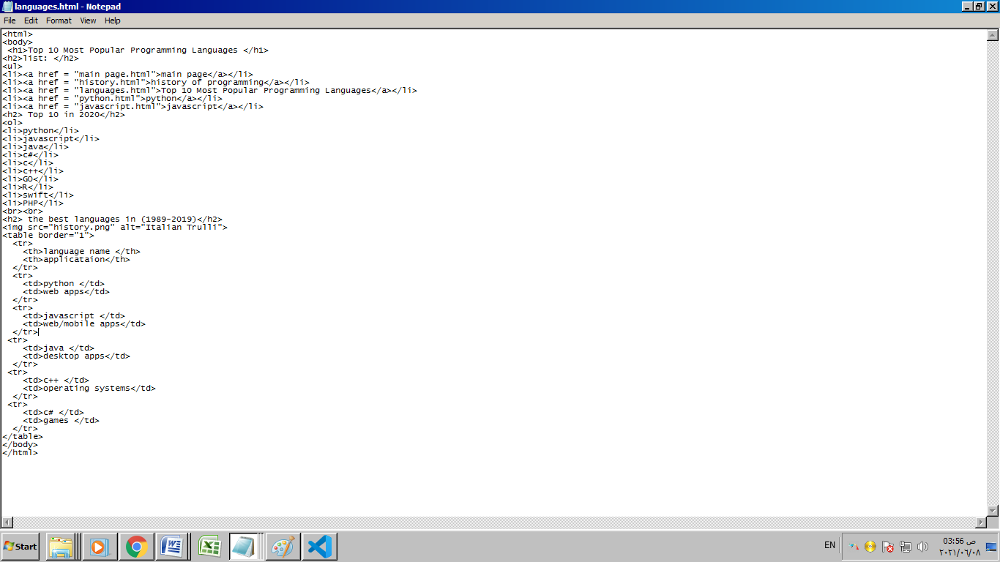 languages.html - Notepad
File Edit Format View Help
<html>
<body>
 <h1>Top 10 Most Popular Programming Languages </h1>
<h2>list: </h2>
<ul>
<li><a href = "main page.html">main page</a></li>
<li><a href = "history.html">history of programming</a></li>
<li><a href = "languages.html">Top 10 Most Popular Programming Languages</a></li>
<li><a href = "python.html">python</a></li>
<li><a href = "javascript.html">javascript</a></li>
<h2> Top 10 in 2020</h2>
<ol>
<li>python</li>
<li>javascript</li>
<li>java</li>
<li>c#</li>
<li>c</li>
<li>c++</li>
<li>GO</li>
<li>R</li>
<li>swift</li>
<li>PHP</li>
<br><br>
<h2> the best languages in (1989-2019)</h2>
<img src="history.png" alt="Italian Trulli">
<table border="1">
  <tr>
    <th>language name </th>
    <th>applicataion</th>
  </tr>
  <tr>
    <td>python </td>
    <td>web apps</td>
  </tr>
  <tr>
    <td>javascript </td>
    <td>web/mobile apps</td>
  </tr>
 <tr>
    <td>java </td>
    <td>desktop apps</td>
  </tr>
 <tr>
    <td>c++ </td>
    <td>operating systems</td>
  </tr>
 <tr>
    <td>c# </td>
    <td>games </td>
  </tr>
</table>
</body>
</html>
Start
EN
03:56 ص
٢٠٢١/٠٦/٠٨